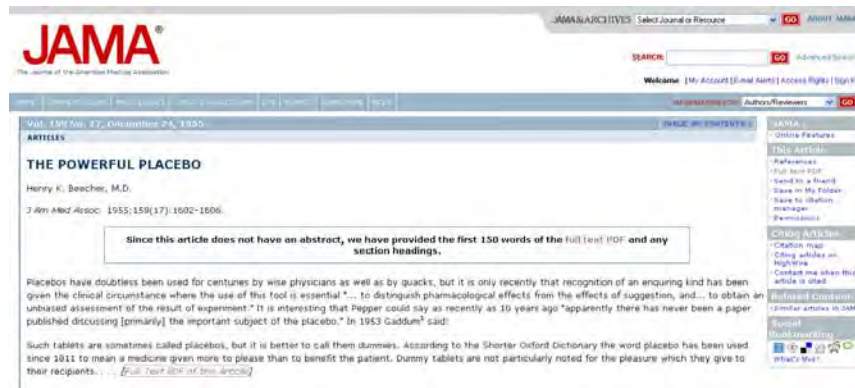 JAMA & ARCHIVES Select Journal or Resource GO ABOUT JAMA
JAMA®
The Journal of the American Medical Association
SEARCH: GO Advanced Search
Welcome [My Account | E-mail Alerts | Access Rights | Sign In
Authors/Reviewers GO
Vol. 159 No. 17, December 24, 1955 TABLE OF CONTENTS
ARTICLES
THE POWERFUL PLACEBO
Henry K. Beecher, M.D.
J Am Med Assoc. 1955;159(17):1602-1606.
Since this article does not have an abstract, we have provided the first 150 words of the full text PDF and any
section headings.
Placebos have doubtless been used for centuries by wise physicians as well as by quacks, but it is only recently that recognition of an enquiring kind has been
given the clinical circumstance where the use of this tool is essential "... to distinguish pharmacological effects from the effects of suggestion, and... to obtain an
unbiased assessment of the result of experiment." It is interesting that Pepper could say as recently as 10 years ago "apparently there has never been a paper
published discussing [primarily] the important subject of the placebo." In 1953 Gaddum⁵ said:
Such tablets are sometimes called placebos, but it is better to call them dummies. According to the Shorter Oxford Dictionary the word placebo has been used
since 1811 to mean a medicine given more to please than to benefit the patient. Dummy tablets are not particularly noted for the pleasure which they give to
their recipients. . . . [Full Text PDF of this Article]
JAMA
· Online Features
This Article
· References
· Full text PDF
· Send to a friend
· Save in My Folder
· Save to citation
manager
· Permissions
Citing Articles
· Citation map
· Citing articles on
HighWire
· Contact me when this
article is cited
Related Content
· Similar articles in JAMA
Social
Bookmarking
What's this?